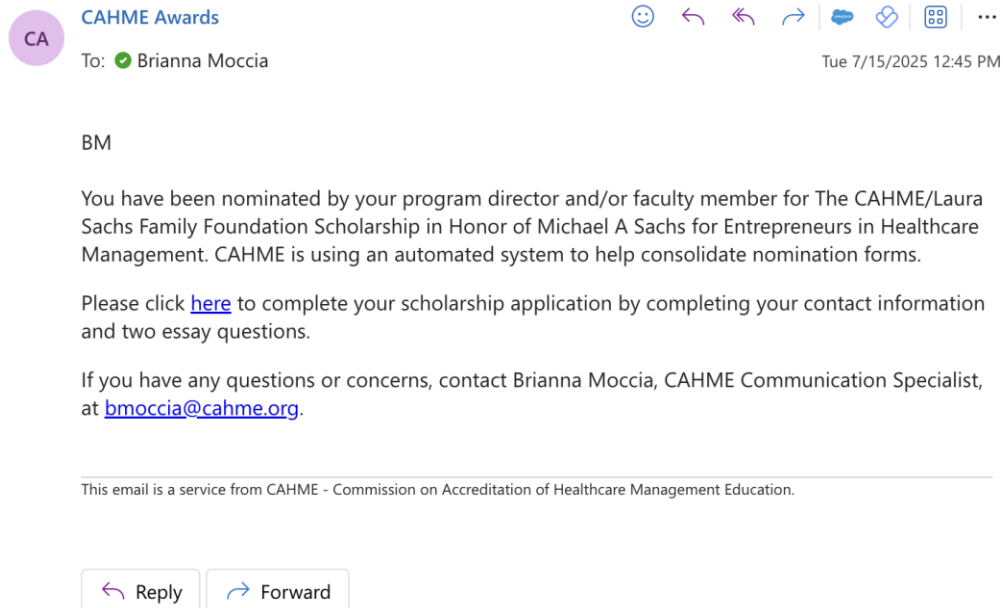 CA
CAHME Awards
To: Brianna Moccia
Tue 7/15/2025 12:45 PM
BM
You have been nominated by your program director and/or faculty member for The CAHME/Laura
Sachs Family Foundation Scholarship in Honor of Michael A Sachs for Entrepreneurs in Healthcare
Management. CAHME is using an automated system to help consolidate nomination forms.
Please click here to complete your scholarship application by completing your contact information
and two essay questions.
If you have any questions or concerns, contact Brianna Moccia, CAHME Communication Specialist,
at bmoccia@cahme.org.
This email is a service from CAHME - Commission on Accreditation of Healthcare Management Education.
Reply
Forward